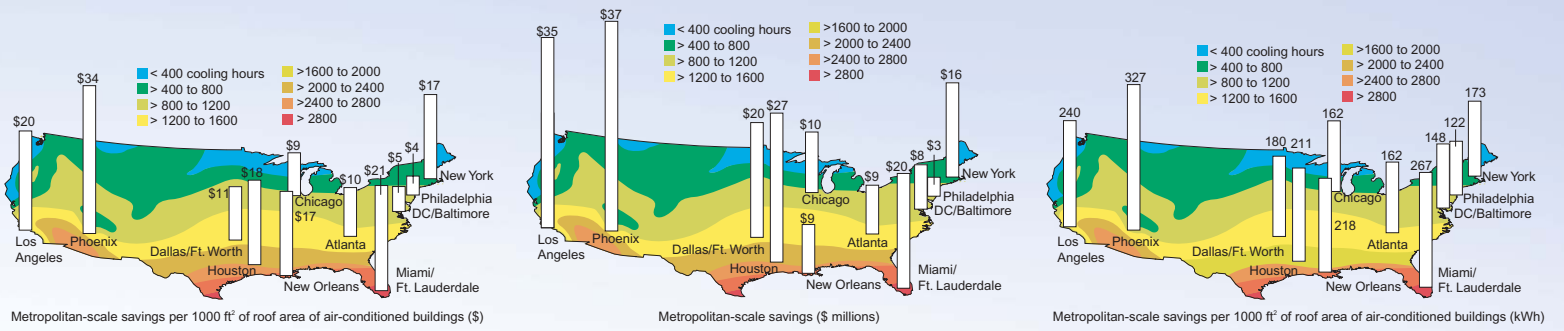 < 400 cooling hours
> 400 to 800
> 800 to 1200
> 1200 to 1600
>1600 to 2000
> 2000 to 2400
>2400 to 2800
> 2800
$20
$34
$11
$18
$9
$17
$10
$21
$5
$4
$17
Los
Angeles
Phoenix
Dallas/Ft. Worth
Houston
Chicago
New Orleans
Atlanta
Miami/
Ft. Lauderdale
DC/Baltimore
Philadelphia
New York
Metropolitan-scale savings per 1000 ft² of roof area of air-conditioned buildings ($)
< 400 cooling hours
> 400 to 800
> 800 to 1200
> 1200 to 1600
>1600 to 2000
> 2000 to 2400
>2400 to 2800
> 2800
$35
$37
$20
$27
$10
$9
$9
$20
$8
$3
$16
Los
Angeles
Phoenix
Dallas/Ft. Worth
Houston
Chicago
New Orleans
Atlanta
Miami/
Ft. Lauderdale
DC/Baltimore
Philadelphia
New York
Metropolitan-scale savings ($ millions)
< 400 cooling hours
> 400 to 800
> 800 to 1200
> 1200 to 1600
>1600 to 2000
> 2000 to 2400
>2400 to 2800
> 2800
240
327
180
211
162
218
162
267
148
122
173
Los
Angeles
Phoenix
Dallas/Ft. Worth
Houston
Chicago
New Orleans
Atlanta
Miami/
Ft. Lauderdale
DC/Baltimore
Philadelphia
New York
Metropolitan-scale savings per 1000 ft² of roof area of air-conditioned buildings (kWh)